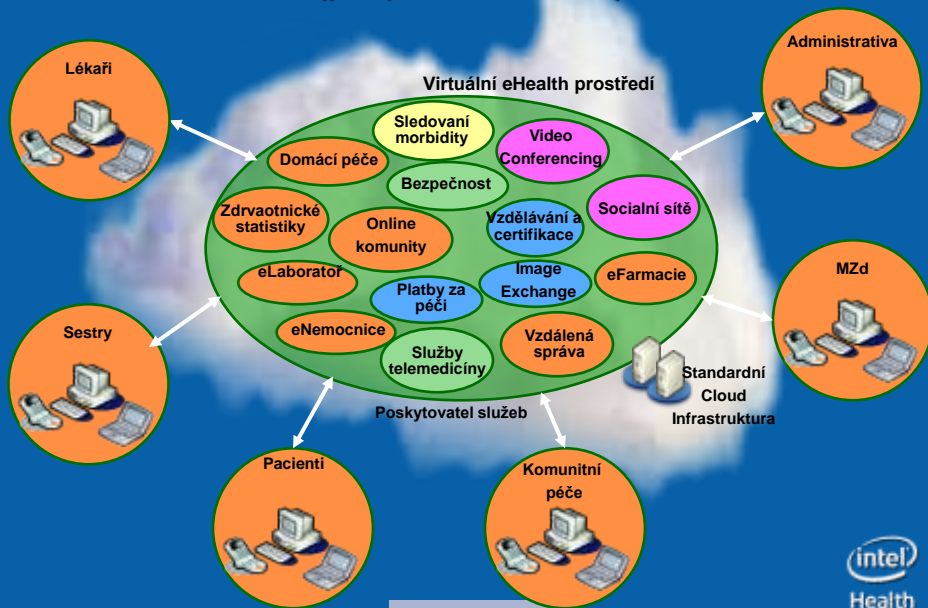 Lékaři
Administrativa
Virtuální eHealth prostředí
Sledovaní
morbidity
Video
Conferencing
Domácí péče
Bezpečnost
Zdrvaotnické
statistiky
Online
komunity
Vzdělávání a
certifikace
Socialní sítě
eLaboratoř
Platby za
péči
Image
Exchange
eFarmacie
MZd
eNemocnice
Služby
telemedicíny
Vzdálená
správa
Sestry
Standardní
Cloud
Infrastruktura
Poskytovatel služeb
Pacienti
Komunitní
péče
intel
Health